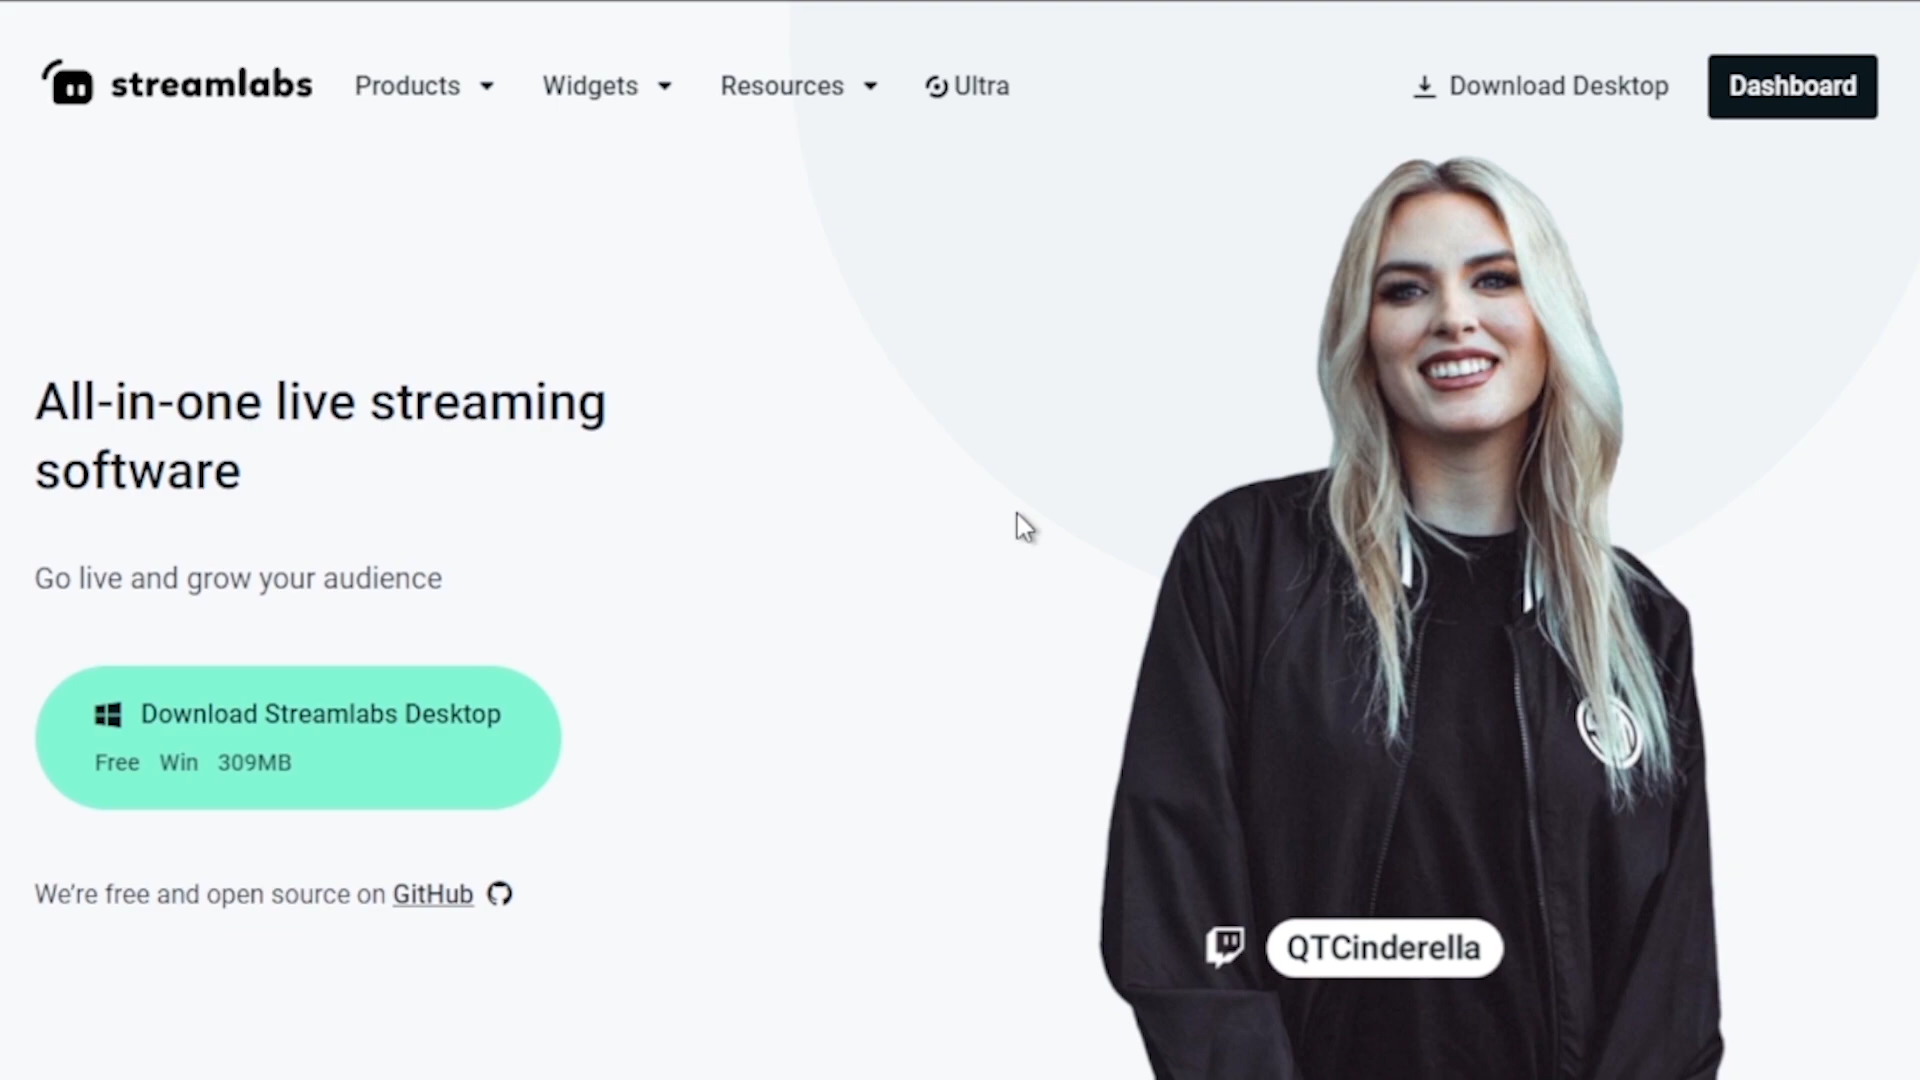 streamlabs Products Widgets Resources Ultra Download Desktop Dashboard
All-in-one live streaming
software
Go live and grow your audience
Download Streamlabs Desktop
Free Win 309MB
We're free and open source on GitHub
QTCinderella